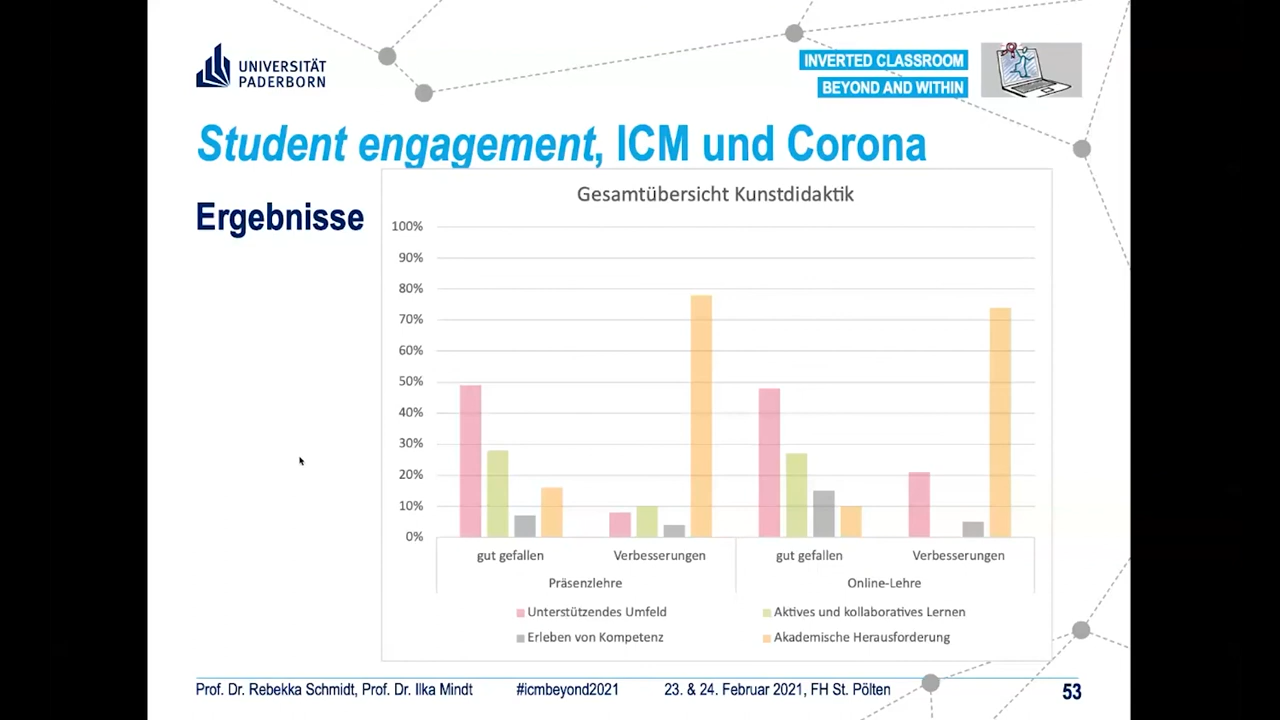 UNIVERSITÄT
PADERBORN
INVERTED CLASSROOM
BEYOND AND WITHIN
Student engagement, ICM und Corona
Ergebnisse
Gesamtübersicht Kunstdidaktik
100%
90%
80%
70%
60%
50%
40%
30%
20%
10%
0%
gut gefallen Verbesserungen gut gefallen Verbesserungen
Präsenzlehre Online-Lehre
Unterstützendes Umfeld Aktives und kollaboratives Lernen
Erleben von Kompetenz Akademische Herausforderung
Prof. Dr. Rebekka Schmidt, Prof. Dr. Ilka Mindt #icmbeyond2021 23. & 24. Februar 2021, FH St. Pölten 53